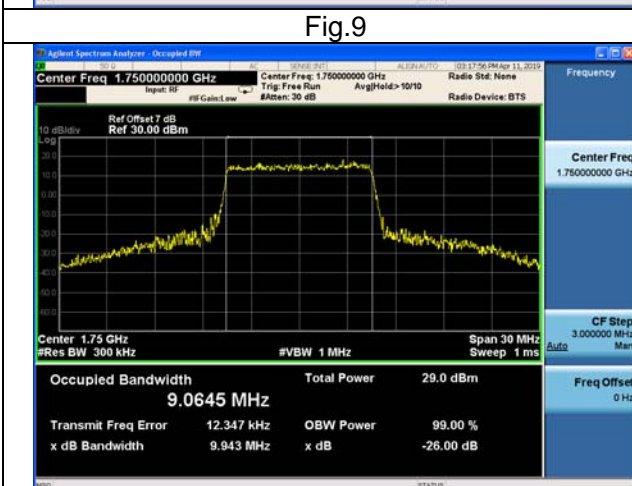 Fig.9
Agilent Spectrum Analyzer - Occupied BW
50 Ω AC SENSE:INT ALIGN AUTO 03:17:56 PM Apr 11, 2019
Center Freq 1.750000000 GHz
Center Freq: 1.750000000 GHz
Radio Std: None
Frequency
Input: RF
Trig: Free Run Avg|Hold:>10/10
#IFGain:Low
#Atten: 30 dB
Radio Device: BTS
Ref Offset 7 dB
10 dB/div Ref 30.00 dBm
Log
20.0
10.0
0.00
-10.0
-20.0
-30.0
-40.0
-50.0
-60.0
Center Freq
1.750000000 GHz
Center 1.75 GHz Span 30 MHz
#Res BW 300 kHz #VBW 1 MHz Sweep 1 ms
CF Step
3.000000 MHz
Auto Man
Occupied Bandwidth Total Power 29.0 dBm
9.0645 MHz
Transmit Freq Error 12.347 kHz OBW Power 99.00 %
x dB Bandwidth 9.943 MHz x dB -26.00 dB
Freq Offset
0 Hz
MSG STATUS